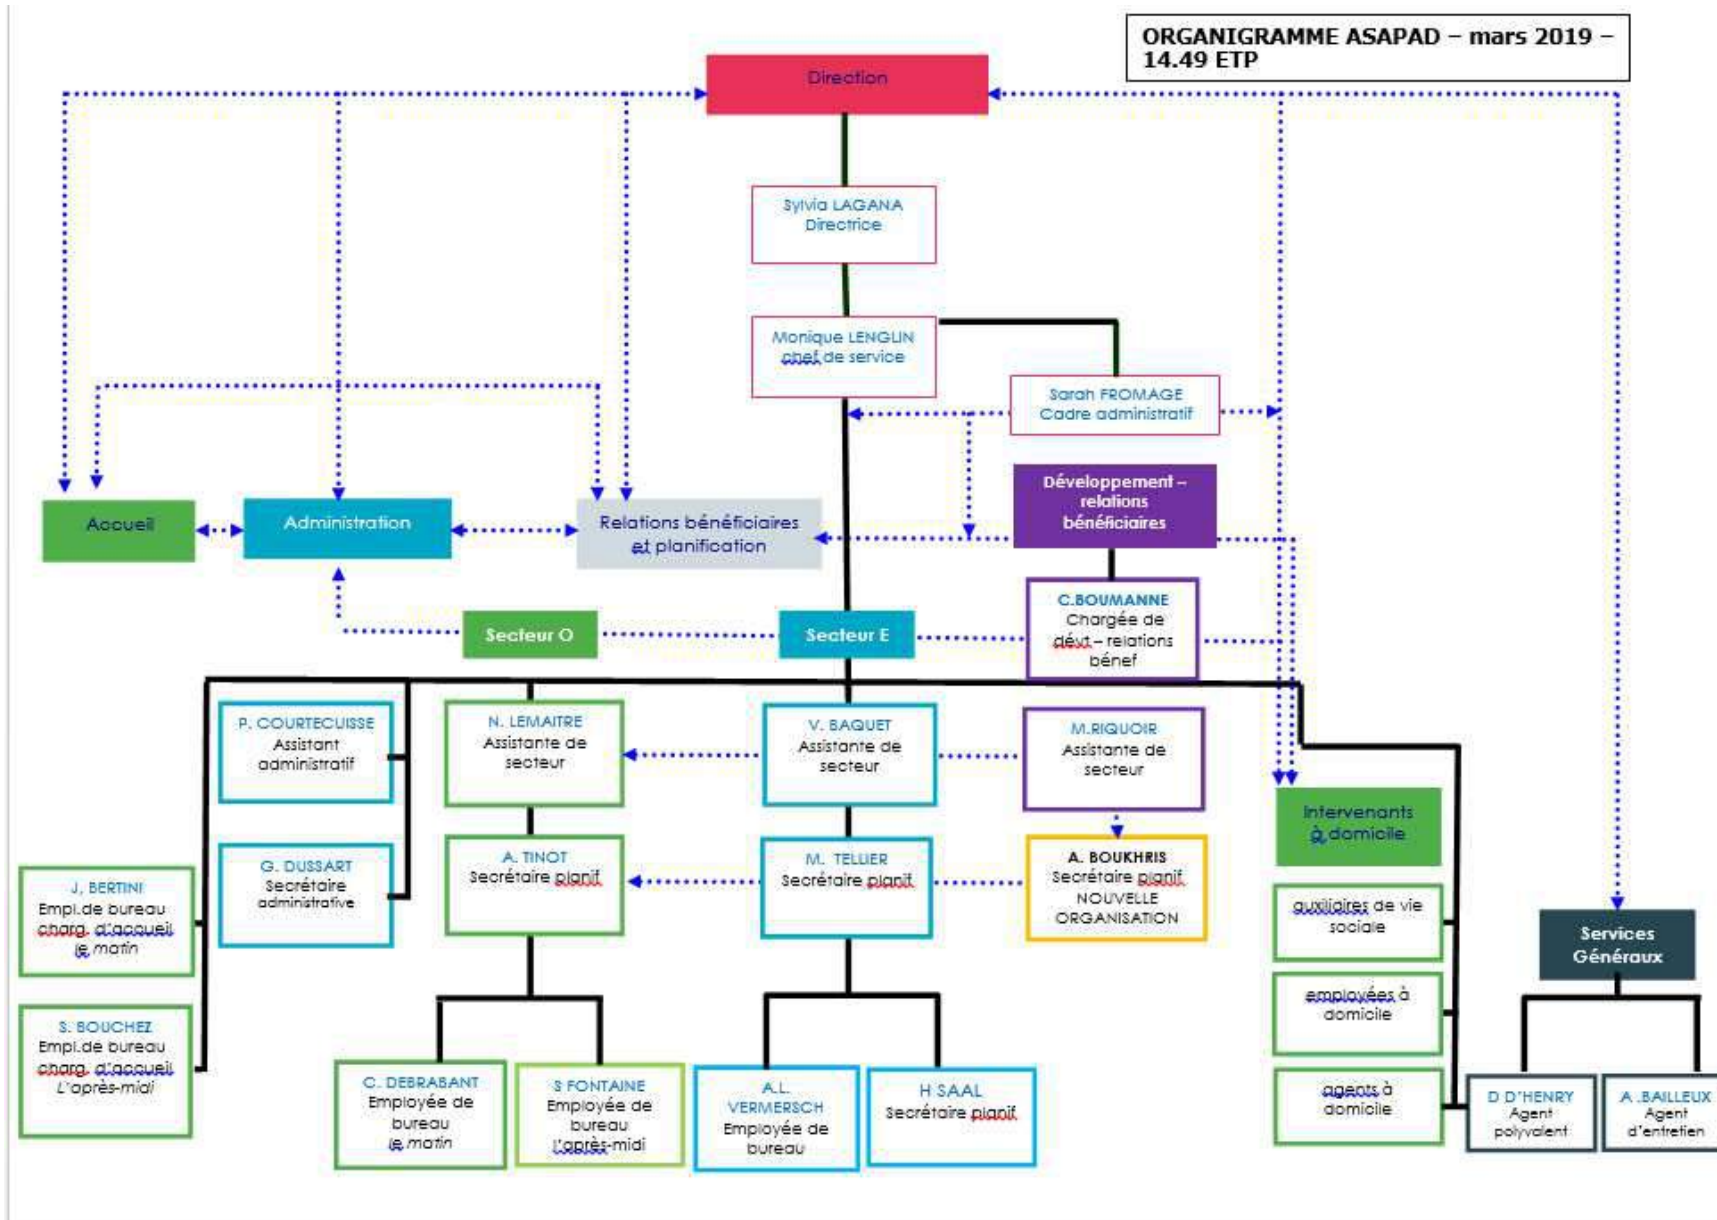 ORGANIGRAMME ASAPAD – mars 2019 –
14.49 ETP
Direction
Sylvia LAGANA
Directrice
Monique LENGLIN
chef de service
Sarah FROMAGE
Cadre administratif
Accueil
Administration
Relations bénéficiaires
et planification
Développement –
relations
bénéficiaires
C.BOUMANNE
Chargée de
dévt – relations
bénef
Secteur O
Secteur E
P. COURTECUISSE
Assistant
administratif
N. LEMAITRE
Assistante de
secteur
V. BAQUET
Assistante de
secteur
M.RIQUOIR
Assistante de
secteur
Intervenants
à domicile
G. DUSSART
Secrétaire
administrative
A. TINOT
Secrétaire planif
M. TELLIER
Secrétaire planif
A. BOUKHRIS
Secrétaire planif
NOUVELLE
ORGANISATION
J, BERTINI
Empl.de bureau
charg. d'accueil
le matin
auxiliaires de vie
sociale
Services
Généraux
employées à
domicile
S. BOUCHEZ
Empl.de bureau
charg. d'accueil
L'après-midi
C. DEBRABANT
Employée de
bureau
le matin
S FONTAINE
Employée de
bureau
l'après-midi
A.L.
VERMERSCH
Employée de
bureau
H SAAL
Secrétaire planif
agents à
domicile
D D'HENRY
Agent
polyvalent
A .BAILLEUX
Agent
d'entretien